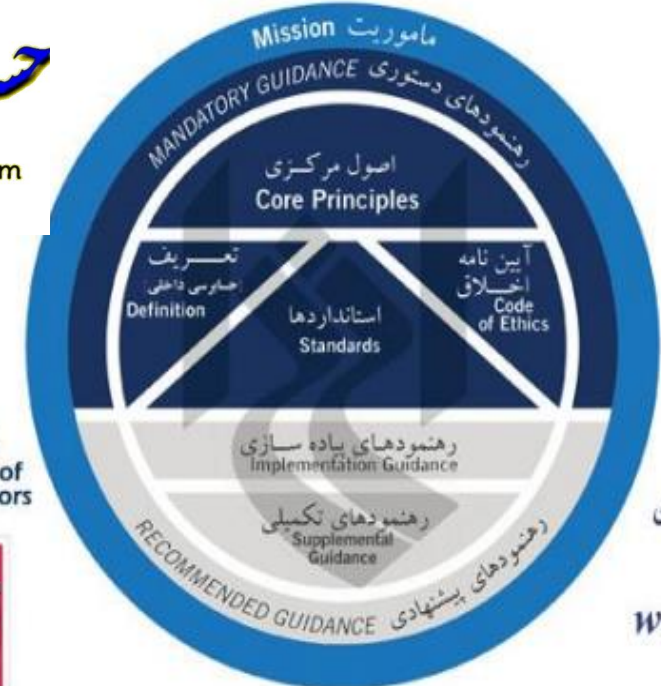 Mission ماموریت
MANDATORY GUIDANCE رهنمودهای دستوری
اصول مرکزی
Core Principles
تعریف
(حسابرسی داخلی)
Definition
استانداردها
Standards
آیین نامه
اخلاق
Code
of Ethics
رهنمودهای پیاده سازی
Implementation Guidance
رهنمودهای تکمیلی
Supplemental
Guidance
RECOMMENDED GUIDANCE رهنمودهای پیشنهادی
of